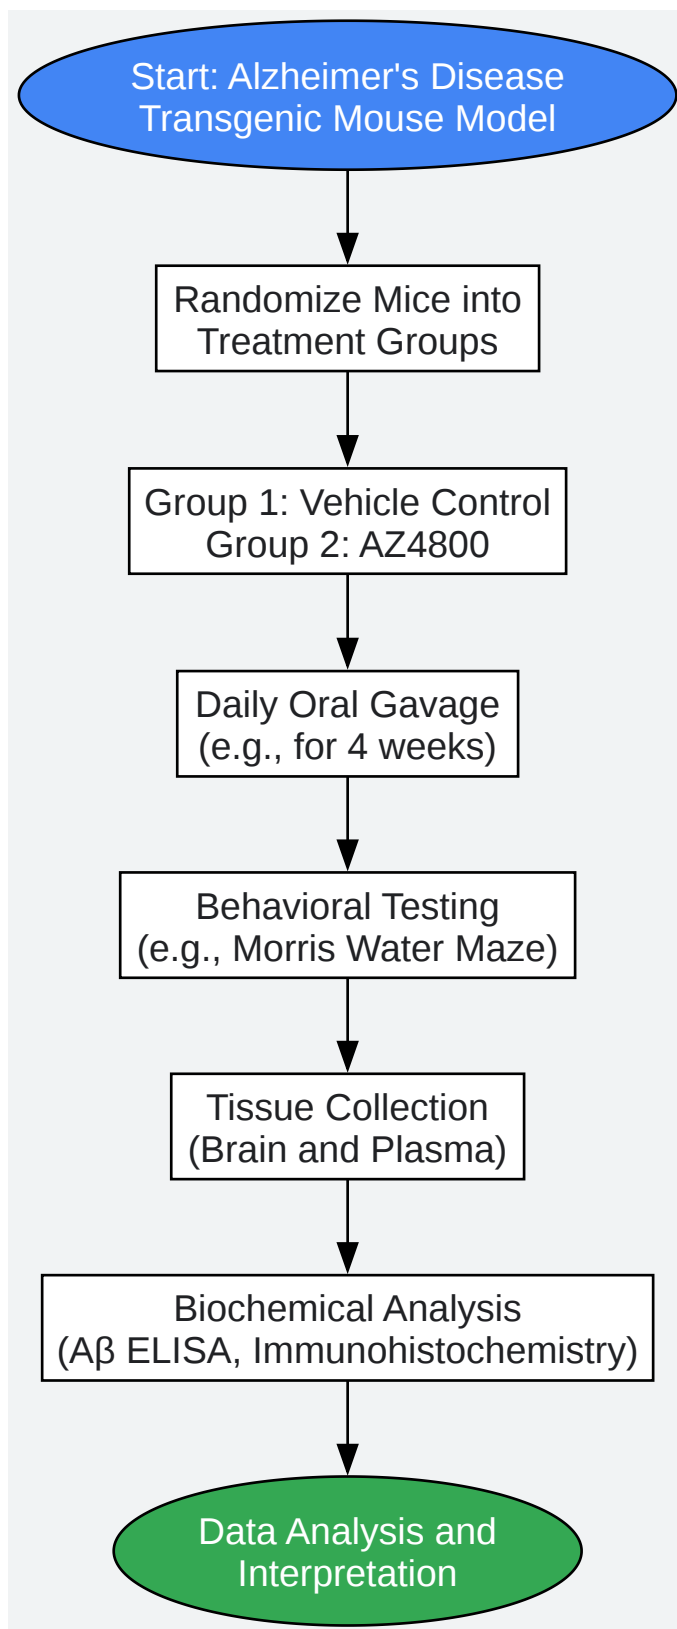 Start: Alzheimer's Disease
Transgenic Mouse Model
Randomize Mice into
Treatment Groups
Group 1: Vehicle Control
Group 2: AZ4800
Daily Oral Gavage
(e.g., for 4 weeks)
Behavioral Testing
(e.g., Morris Water Maze)
Tissue Collection
(Brain and Plasma)
Biochemical Analysis
(Aβ ELISA, Immunohistochemistry)
Data Analysis and
Interpretation